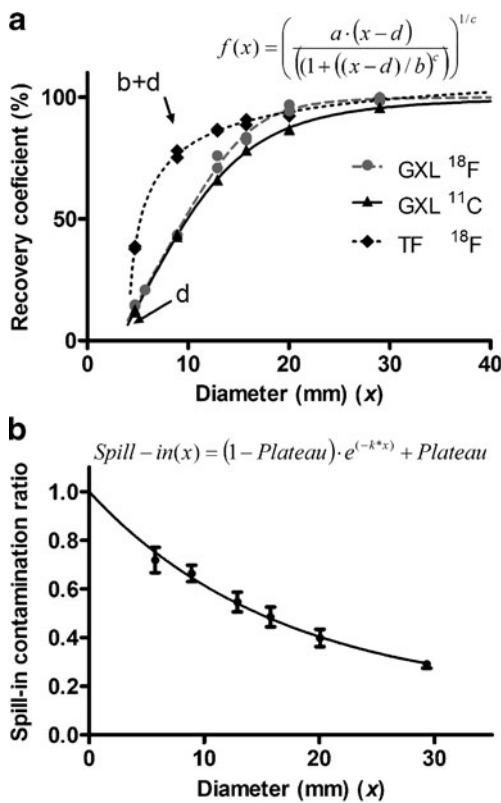 a
f(x) = ( a·(x−d) / ((1+((x−d)/b)^c) )^1/c
Recovery coeficient (%)
100
50
0
b+d
d
GXL ¹⁸F
GXL ¹¹C
TF ¹⁸F
0 10 20 30 40
Diameter (mm) (x)
b
Spill−in(x) = (1−Plateau)·e^(−k*x) + Plateau
Spill-in contamination ratio
1.0
0.8
0.6
0.4
0.2
0.0
0 10 20 30
Diameter (mm) (x)